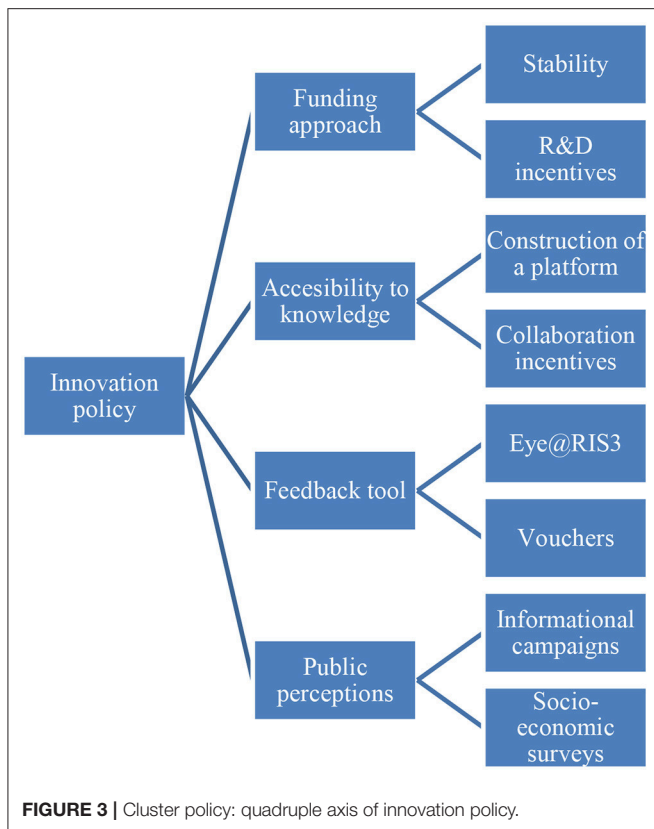 Innovation
policy
Funding
approach
Stability
R&D
incentives
Accesibility to
knowledge
Construction of
a platform
Collaboration
incentives
Feedback tool
Eye@RIS3
Vouchers
Public
perceptions
Informational
campaigns
Socio-
economic
surveys
FIGURE 3 | Cluster policy: quadruple axis of innovation policy.